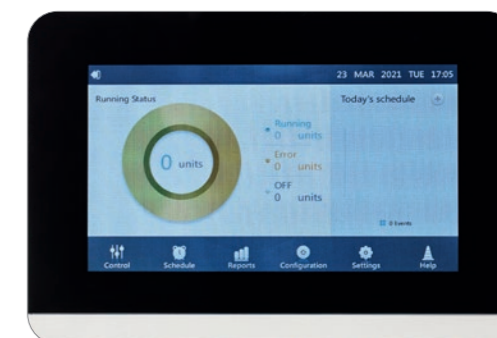 23 MAR 2021 TUE 17:05
Running Status
Today's schedule
0 units
Running
0 units
Error
0 units
OFF
0 units
0 Events
Control Schedule Reports Configuration Settings Help